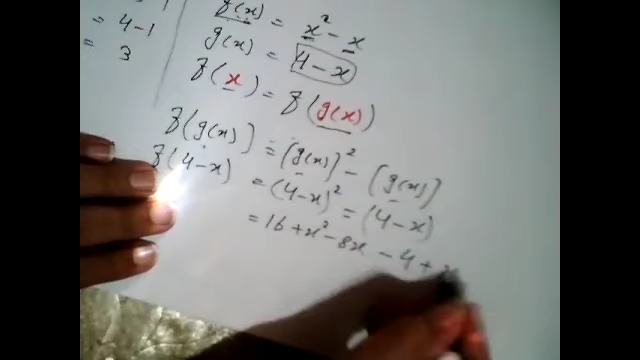 = 4-1
= 3
f(x) = x² - x
g(x) = 4-x
f(x) = f(g(x))
f(g(x)) = [g(x)]² - [g(x)]
f(4-x) = (4-x)² = (4-x)
= 16 + x² - 8x - 4 + x